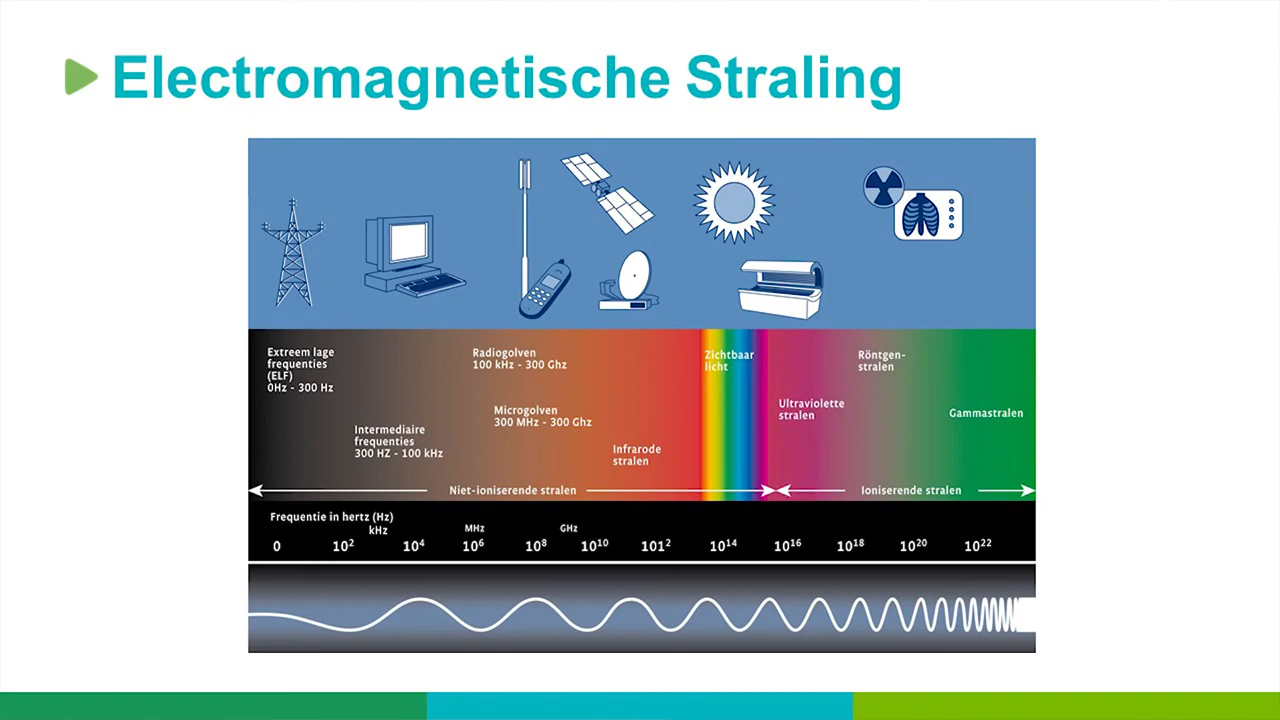 Electromagnetische Straling
Extreem lage
frequenties
(ELF)
0Hz - 300 Hz
Intermediaire
frequenties
300 HZ - 100 kHz
Radiogolven
100 kHz - 300 Ghz
Microgolven
300 MHz - 300 Ghz
Infrarode
stralen
Zichtbaar
licht
Ultraviolette
stralen
Röntgen-
stralen
Gammastralen
Niet-ioniserende stralen
Ioniserende stralen
Frequentie in hertz (Hz)
kHz MHz GHz
0 10² 10⁴ 10⁶ 10⁸ 10¹⁰ 101² 10¹⁴ 10¹⁶ 10¹⁸ 10²⁰ 10²²